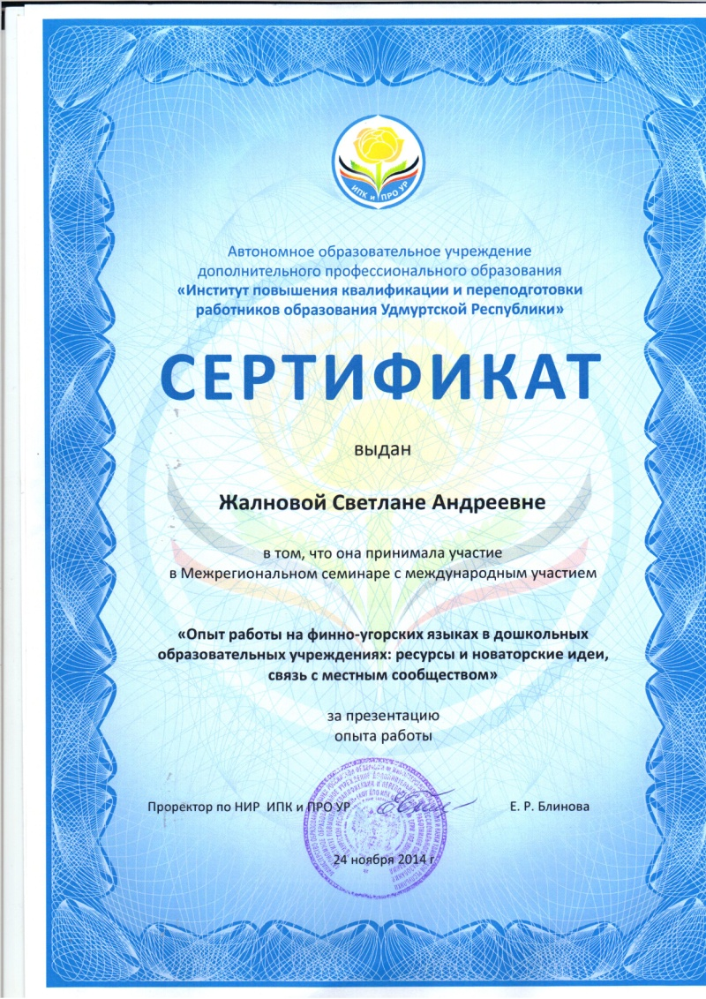 ИПК и ПРО УР
Автономное образовательное учреждение
дополнительного профессионального образования
«Институт повышения квалификации и переподготовки
работников образования Удмуртской Республики»
СЕРТИФИКАТ
выдан
Жалновой Светлане Андреевне
в том, что она принимала участие
в Межрегиональном семинаре с международным участием
«Опыт работы на финно-угорских языках в дошкольных
образовательных учреждениях: ресурсы и новаторские идеи,
связь с местным сообществом»
за презентацию
опыта работы
Проректор по НИР ИПК и ПРО УР Е. Р. Блинова
24 ноября 2014 г